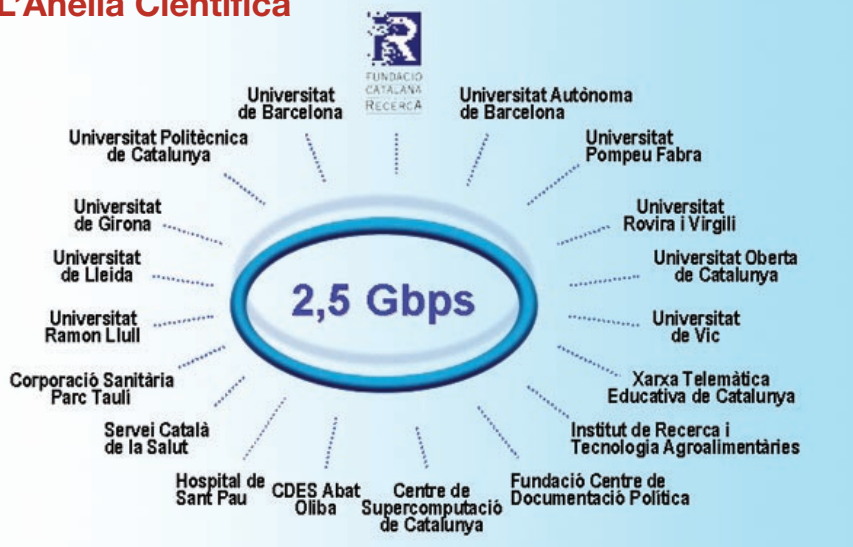 L'Anella Científica
FUNDACIÓ
CATALANA
RECERCA
Universitat
de Barcelona
Universitat Autònoma
de Barcelona
Universitat Politècnica
de Catalunya
Universitat
Pompeu Fabra
Universitat
de Girona
Universitat
Rovira i Virgili
Universitat
de Lleida
Universitat Oberta
de Catalunya
2,5 Gbps
Universitat
Ramon Llull
Universitat
de Vic
Corporació Sanitària
Parc Taulí
Xarxa Telemàtica
Educativa de Catalunya
Servei Català
de la Salut
Institut de Recerca i
Tecnologia Agroalimentàries
Hospital de
Sant Pau
CDES Abat
Oliba
Centre de
Supercomputació
de Catalunya
Fundació Centre de
Documentació Política